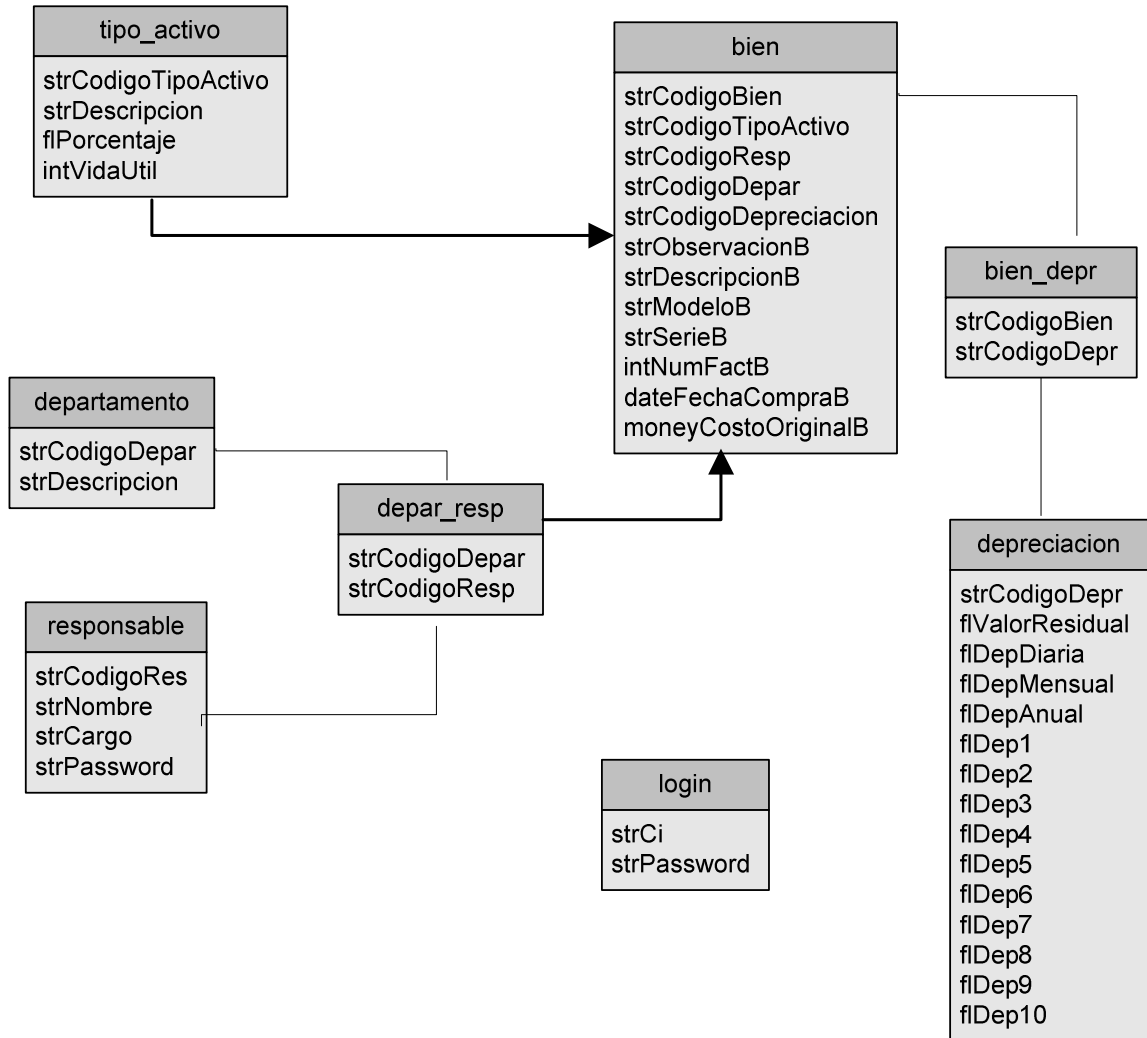 tipo_activo
strCodigoTipoActivo
strDescripcion
flPorcentaje
intVidaUtil
bien
strCodigoBien
strCodigoTipoActivo
strCodigoResp
strCodigoDepar
strCodigoDepreciacion
strObservacionB
strDescripcionB
strModeloB
strSerieB
intNumFactB
dateFechaCompraB
moneyCostoOriginalB
bien_depr
strCodigoBien
strCodigoDepr
departamento
strCodigoDepar
strDescripcion
depar_resp
strCodigoDepar
strCodigoResp
responsable
strCodigoRes
strNombre
strCargo
strPassword
login
strCi
strPassword
depreciacion
strCodigoDepr
flValorResidual
flDepDiaria
flDepMensual
flDepAnual
flDep1
flDep2
flDep3
flDep4
flDep5
flDep6
flDep7
flDep8
flDep9
flDep10